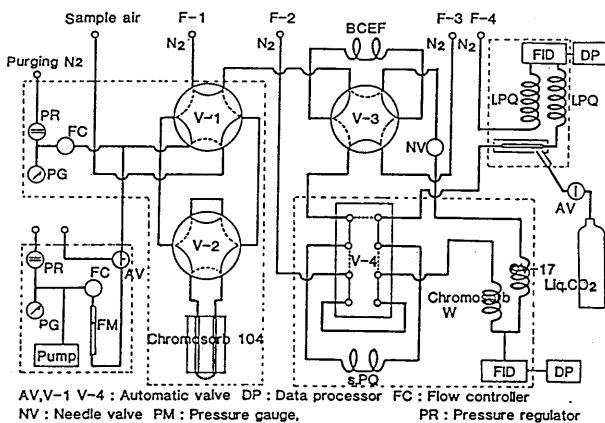 Sample air F-1 F-2 BCEF F-3 F-4
N2 N2 N2 N2
Purging N2
FID DP
LPQ LPQ
PR
FC
V-1
V-3
NV
PG
AV
V-2
V-4
PR
FC
AV
PG
FM
Pump
Chromosorb 104
OV-17
Chromosorb
W
Liq.CO2
s.PQ
FID DP
AV,V-1 V-4 : Automatic valve DP : Data processor FC : Flow controller
NV : Needle valve PM : Pressure gauge, PR : Pressure regulator